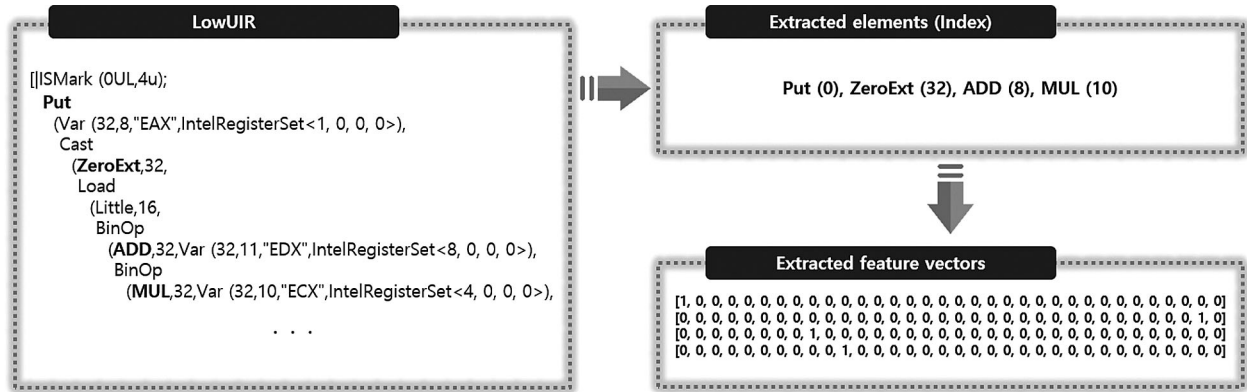 LowUIR
[|ISMark (0UL,4u);
Put
(Var (32,8,"EAX",IntelRegisterSet<1, 0, 0, 0>),
Cast
(ZeroExt,32,
Load
(Little,16,
BinOp
(ADD,32,Var (32,11,"EDX",IntelRegisterSet<8, 0, 0, 0>),
BinOp
(MUL,32,Var (32,10,"ECX",IntelRegisterSet<4, 0, 0, 0>),
. . .
Extracted elements (Index)
Put (0), ZeroExt (32), ADD (8), MUL (10)
Extracted feature vectors
[1, 0, 0, 0, 0, 0, 0, 0, 0, 0, 0, 0, 0, 0, 0, 0, 0, 0, 0, 0, 0, 0, 0, 0, 0, 0, 0, 0, 0, 0, 0, 0, 0, 0]
[0, 0, 0, 0, 0, 0, 0, 0, 0, 0, 0, 0, 0, 0, 0, 0, 0, 0, 0, 0, 0, 0, 0, 0, 0, 0, 0, 0, 0, 0, 0, 0, 1, 0]
[0, 0, 0, 0, 0, 0, 0, 0, 1, 0, 0, 0, 0, 0, 0, 0, 0, 0, 0, 0, 0, 0, 0, 0, 0, 0, 0, 0, 0, 0, 0, 0, 0, 0]
[0, 0, 0, 0, 0, 0, 0, 0, 0, 0, 1, 0, 0, 0, 0, 0, 0, 0, 0, 0, 0, 0, 0, 0, 0, 0, 0, 0, 0, 0, 0, 0, 0, 0]